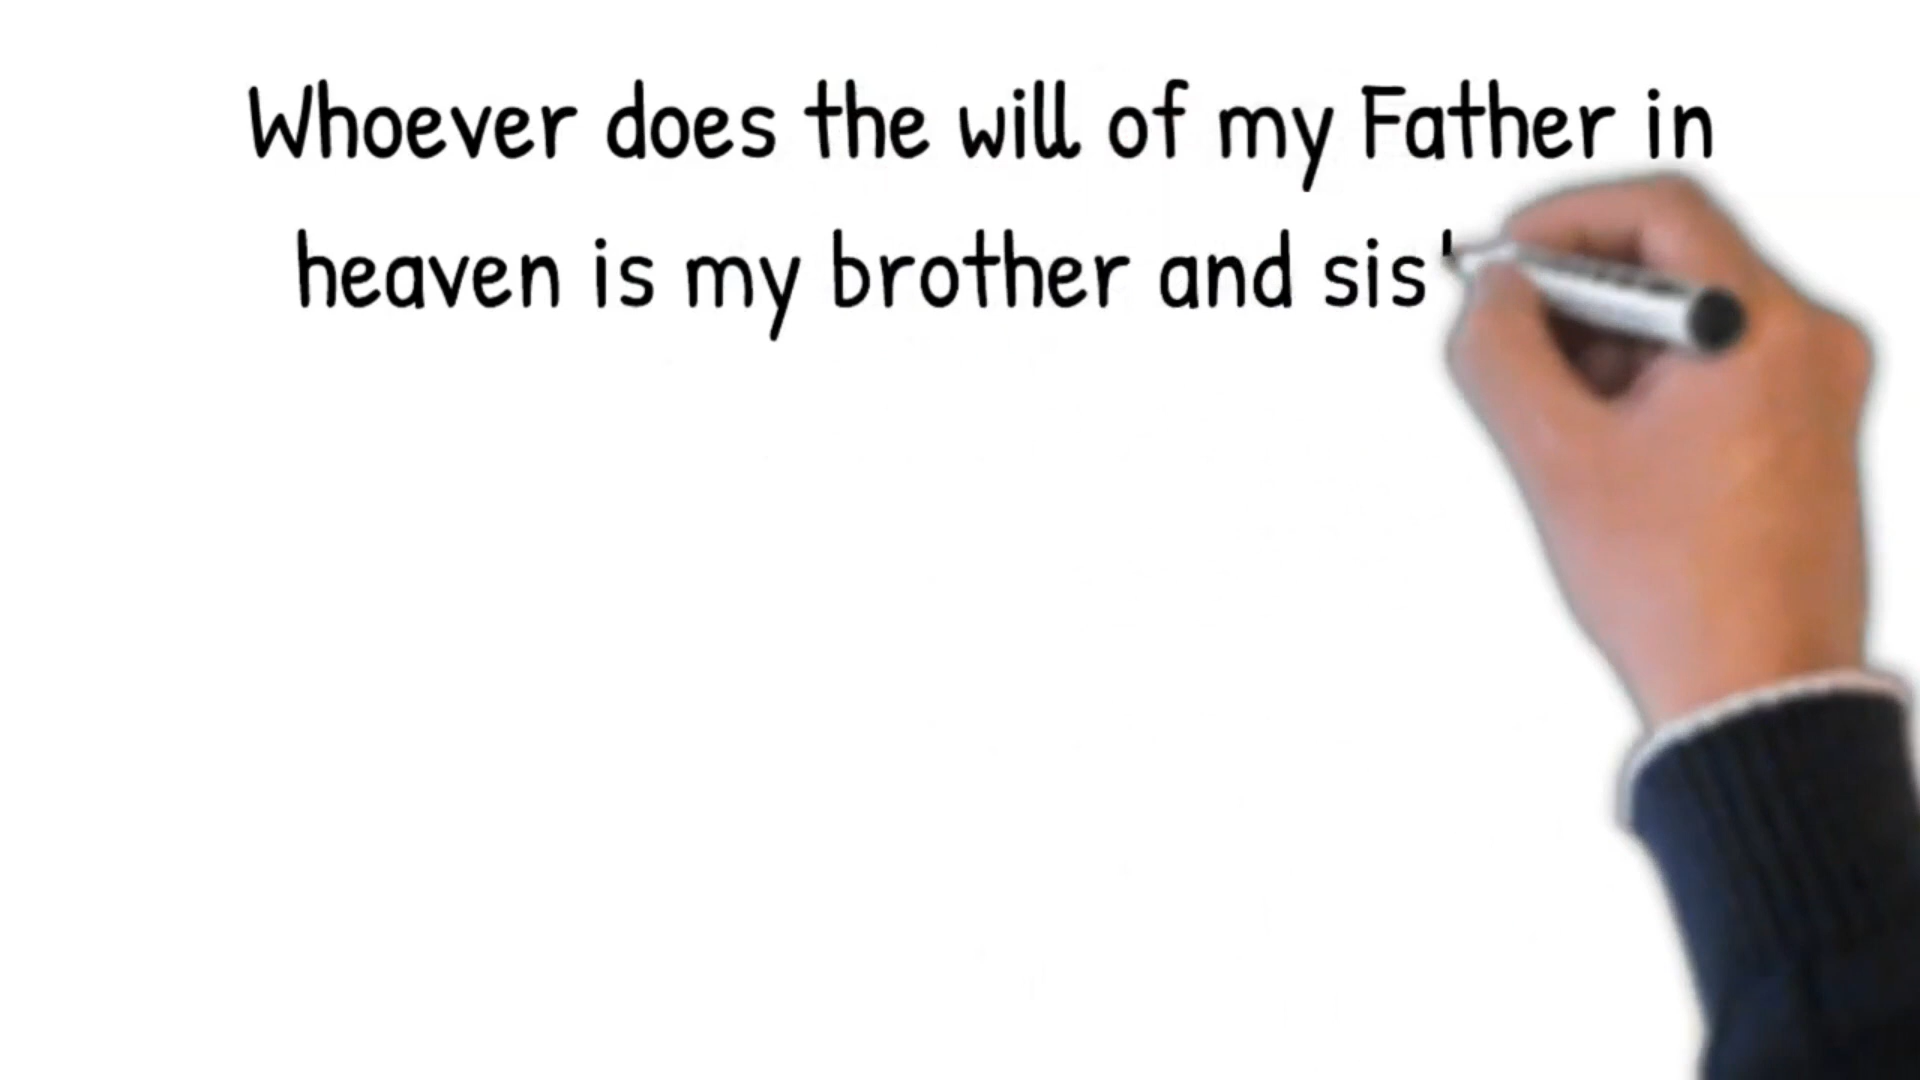 Whoever does the will of my Father in
heaven is my brother and sis